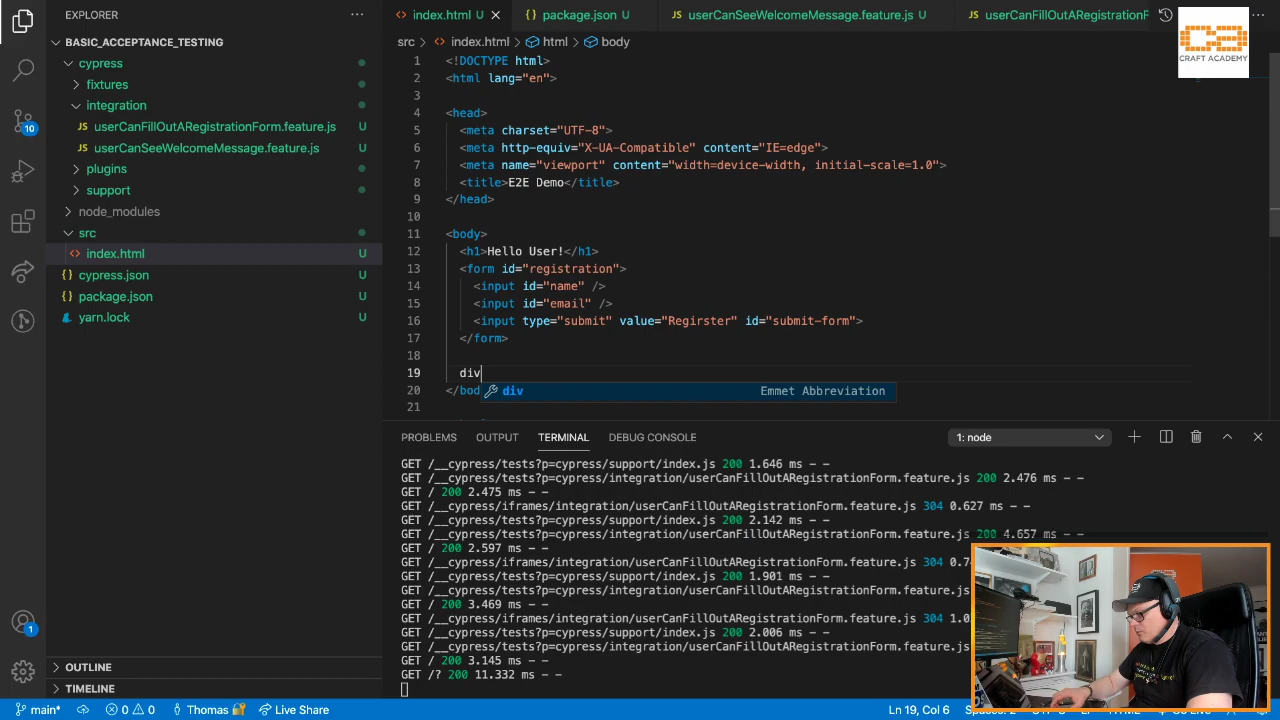 EXPLORER
BASIC_ACCEPTANCE_TESTING
cypress
fixtures
integration
JS userCanFillOutARegistrationForm.feature.js U
JS userCanSeeWelcomeMessage.feature.js U
plugins
support
node_modules
src
<> index.html U
{} cypress.json U
{} package.json U
yarn.lock U
OUTLINE
TIMELINE
10
1
<> index.html U
{} package.json U
JS userCanSeeWelcomeMessage.feature.js U
JS userCanFillOutARegistrationF
CRAFT ACADEMY
src > <> index.html > html > body
1 <!DOCTYPE html>
2 <html lang="en">
3
4 <head>
5 <meta charset="UTF-8">
6 <meta http-equiv="X-UA-Compatible" content="IE=edge">
7 <meta name="viewport" content="width=device-width, initial-scale=1.0">
8 <title>E2E Demo</title>
9 </head>
10
11 <body>
12 <h1>Hello User!</h1>
13 <form id="registration">
14 <input id="name" />
15 <input id="email" />
16 <input type="submit" value="Regirster" id="submit-form">
17 </form>
18
19 div
20 </bod
div Emmet Abbreviation
21
PROBLEMS OUTPUT TERMINAL DEBUG CONSOLE 1: node
GET /__cypress/tests?p=cypress/support/index.js 200 1.646 ms - -
GET /__cypress/tests?p=cypress/integration/userCanFillOutARegistrationForm.feature.js 200 2.476 ms - -
GET / 200 2.475 ms - -
GET /__cypress/iframes/integration/userCanFillOutARegistrationForm.feature.js 304 0.627 ms - -
GET /__cypress/tests?p=cypress/support/index.js 200 2.142 ms - -
GET /__cypress/tests?p=cypress/integration/userCanFillOutARegistrationForm.feature.js 200 4.657 ms - -
GET / 200 2.597 ms - -
GET /__cypress/iframes/integration/userCanFillOutARegistrationForm.feature.js 304 0.7
GET /__cypress/tests?p=cypress/support/index.js 200 1.901 ms - -
GET /__cypress/tests?p=cypress/integration/userCanFillOutARegistrationForm.feature.js
GET / 200 3.469 ms - -
GET /__cypress/iframes/integration/userCanFillOutARegistrationForm.feature.js 304 1.0
GET /__cypress/tests?p=cypress/support/index.js 200 2.006 ms - -
GET /__cypress/tests?p=cypress/integration/userCanFillOutARegistrationForm.feature.js
GET / 200 3.145 ms - -
GET /? 200 11.332 ms - -
main* 0 0 Thomas Live Share
Ln 19, Col 6